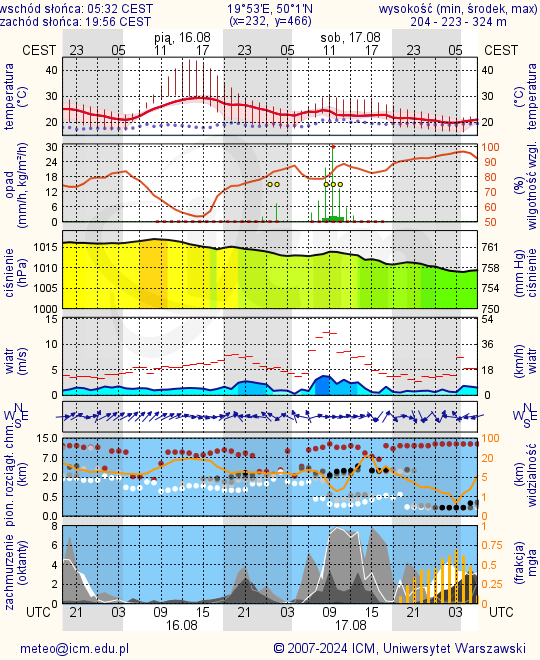 wschód słońca: 05:32 CEST 19°53'E, 50°1'N wysokość (min, środek, max)
zachód słońca: 19:56 CEST (x=232, y=466) 204 - 223 - 324 m
pią, 16.08 sob, 17.08
CEST 23 05 11 17 23 05 11 17 23 05 CEST
temperatura (°C) 40 30 20 40 30 20 temperatura (°C)
opad (mm/h, kg/m²/h) 30 24 18 12 6 0 100 90 80 70 60 50 (%) wilgotność wzgl.
ciśnienie (hPa) 1015 1010 1005 1000 761 758 754 750 (mm Hg) ciśnienie
wiatr (m/s) 15 10 5 0 54 36 18 0 (km/h) wiatr
N W E S N W E S
pion. rozciągł. chm. (km) 15.0 7.0 2.0 0.5 0.0 100 20 5 1 0 (km) widzialność
zachmurzenie (oktanty) 8 6 4 2 0 1 0.75 0.5 0.25 0 (frakcja) mgła
UTC 21 03 09 15 21 03 09 15 21 03 UTC
16.08 17.08
meteo@icm.edu.pl © 2007-2024 ICM, Uniwersytet Warszawski